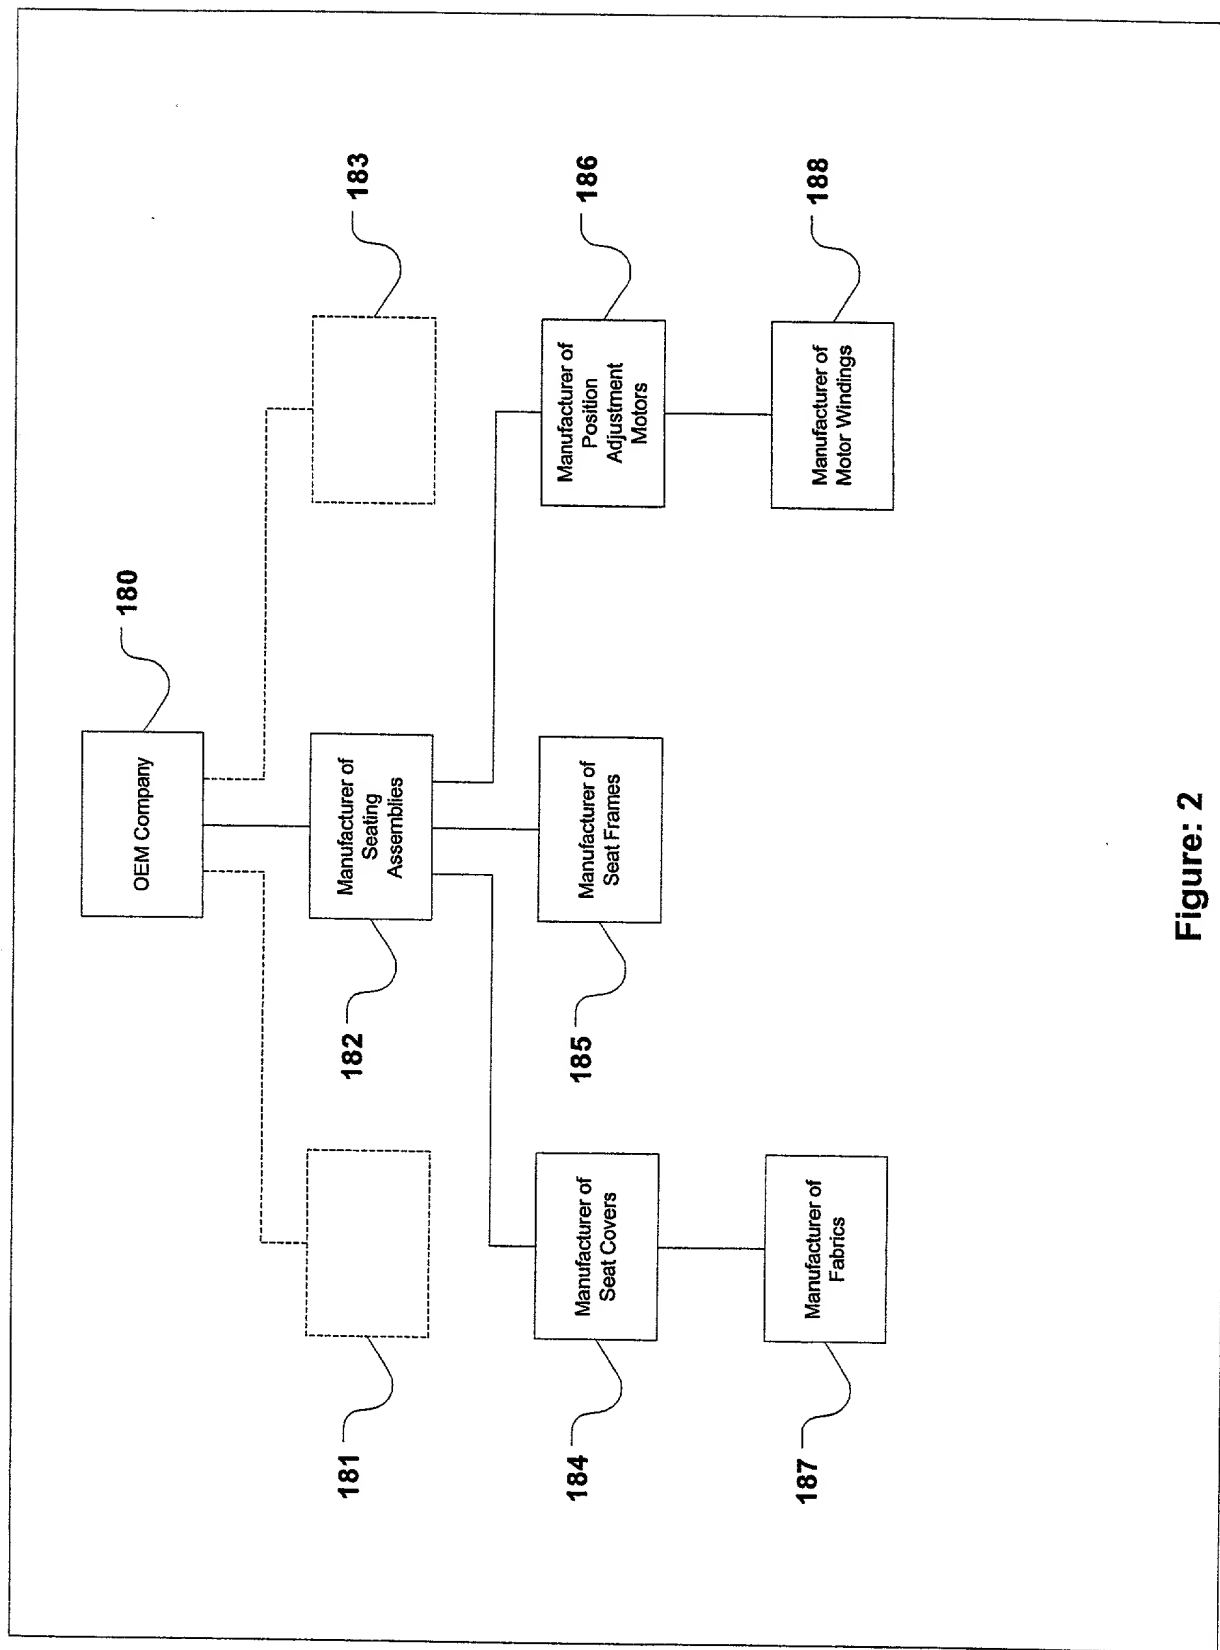 180
OEM Company
183
Manufacturer of
Seating
Assemblies
182
181
186
Manufacturer of
Position
Adjustment
Motors
Manufacturer of
Seat Frames
185
Manufacturer of
Seat Covers
184
188
Manufacturer of
Motor Windings
Manufacturer of
Fabrics
187
Figure: 2